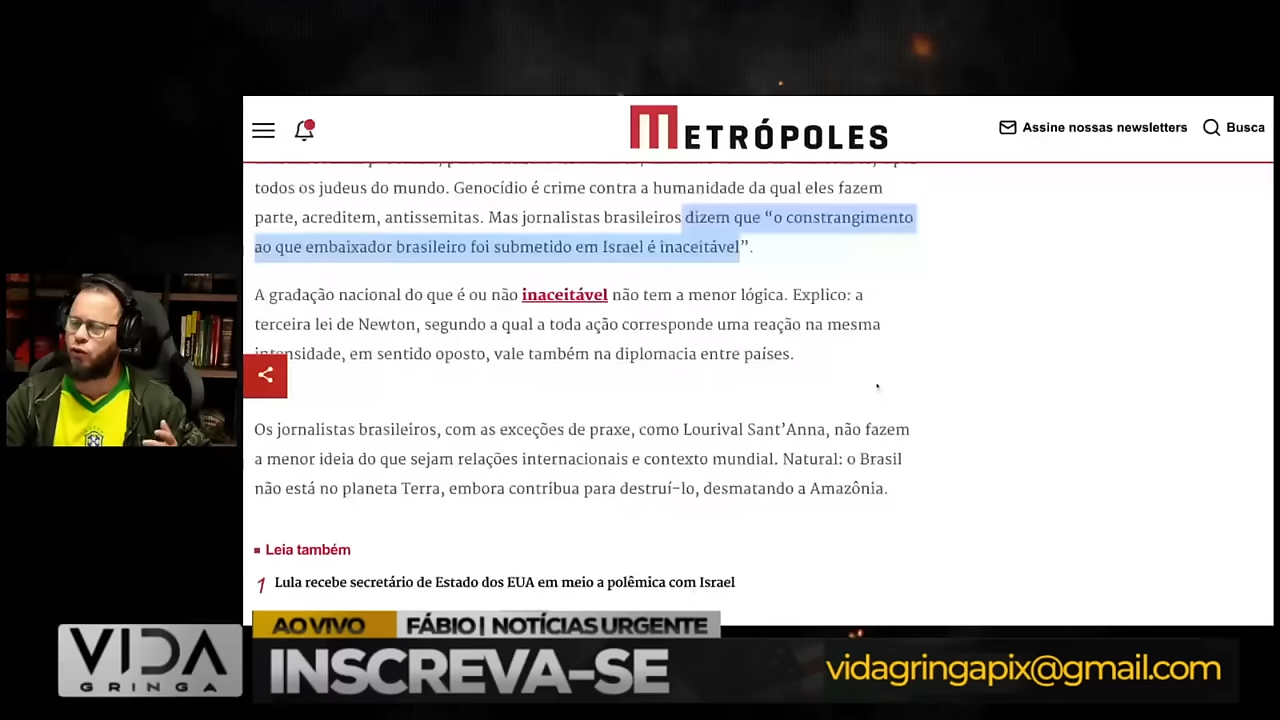 METRÓPOLES
Assine nossas newsletters
Busca
todos os judeus do mundo. Genocídio é crime contra a humanidade da qual eles fazem
parte, acreditem, antissemitas. Mas jornalistas brasileiros dizem que “o constrangimento
ao que embaixador brasileiro foi submetido em Israel é inaceitável”.
A gradação nacional do que é ou não inaceitável não tem a menor lógica. Explico: a
terceira lei de Newton, segundo a qual a toda ação corresponde uma reação na mesma
intensidade, em sentido oposto, vale também na diplomacia entre países.
Os jornalistas brasileiros, com as exceções de praxe, como Lourival Sant’Anna, não fazem
a menor ideia do que sejam relações internacionais e contexto mundial. Natural: o Brasil
não está no planeta Terra, embora contribua para destruí-lo, desmatando a Amazônia.
Leia também
1 Lula recebe secretário de Estado dos EUA em meio a polêmica com Israel
AO VIVO FÁBIO | NOTÍCIAS URGENTE
VIDA
GRINGA
INSCREVA-SE
vidagringapix@gmail.com